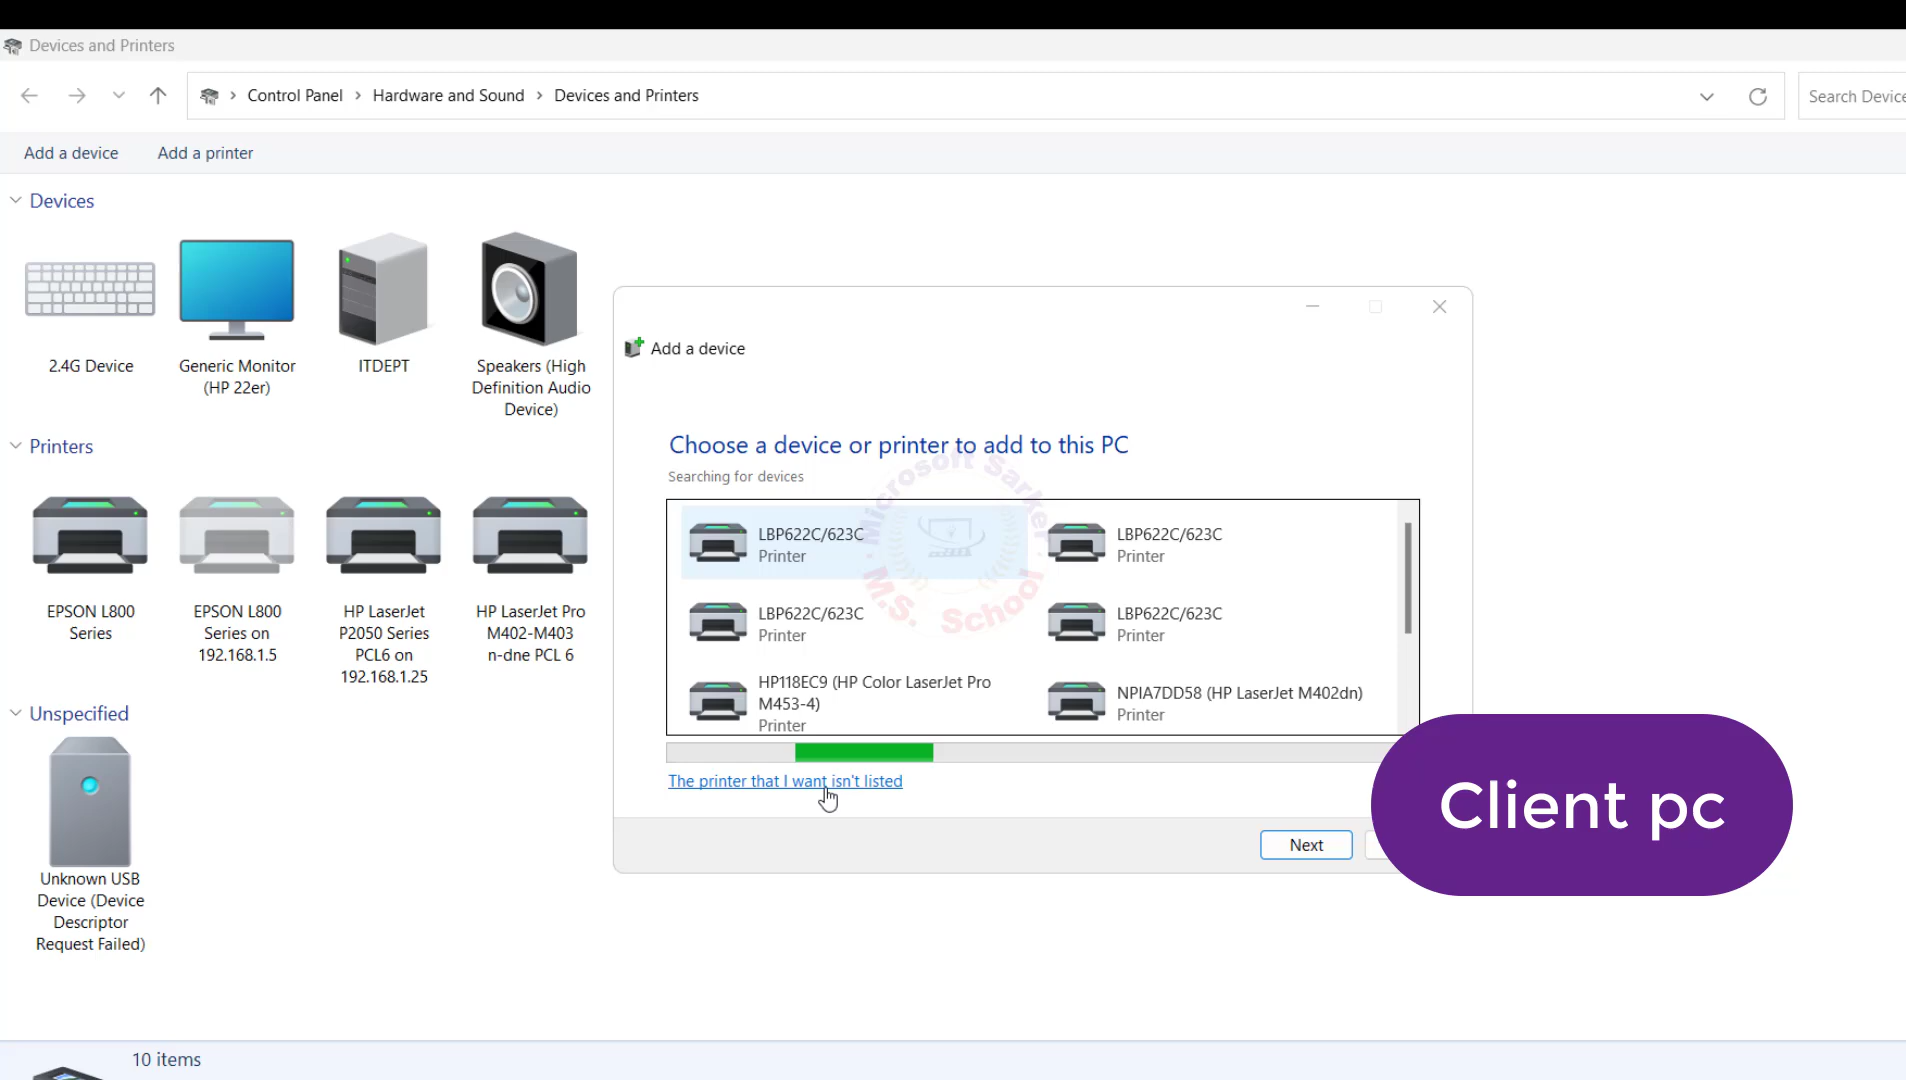 Devices and Printers
Control Panel > Hardware and Sound > Devices and Printers
Search Device
Add a device
Add a printer
Devices
2.4G Device
Generic Monitor
(HP 22er)
ITDEPT
Speakers (High
Definition Audio
Device)
Printers
EPSON L800
Series
EPSON L800
Series on
192.168.1.5
HP LaserJet
P2050 Series
PCL6 on
192.168.1.25
HP LaserJet Pro
M402-M403
n-dne PCL 6
Unspecified
Unknown USB
Device (Device
Descriptor
Request Failed)
10 items
Add a device
Choose a device or printer to add to this PC
Searching for devices
LBP622C/623C
Printer
LBP622C/623C
Printer
LBP622C/623C
Printer
LBP622C/623C
Printer
HP118EC9 (HP Color LaserJet Pro
M453-4)
Printer
NPIA7DD58 (HP LaserJet M402dn)
Printer
Microsoft Sarker
M.S. School
The printer that I want isn't listed
Next
Client pc